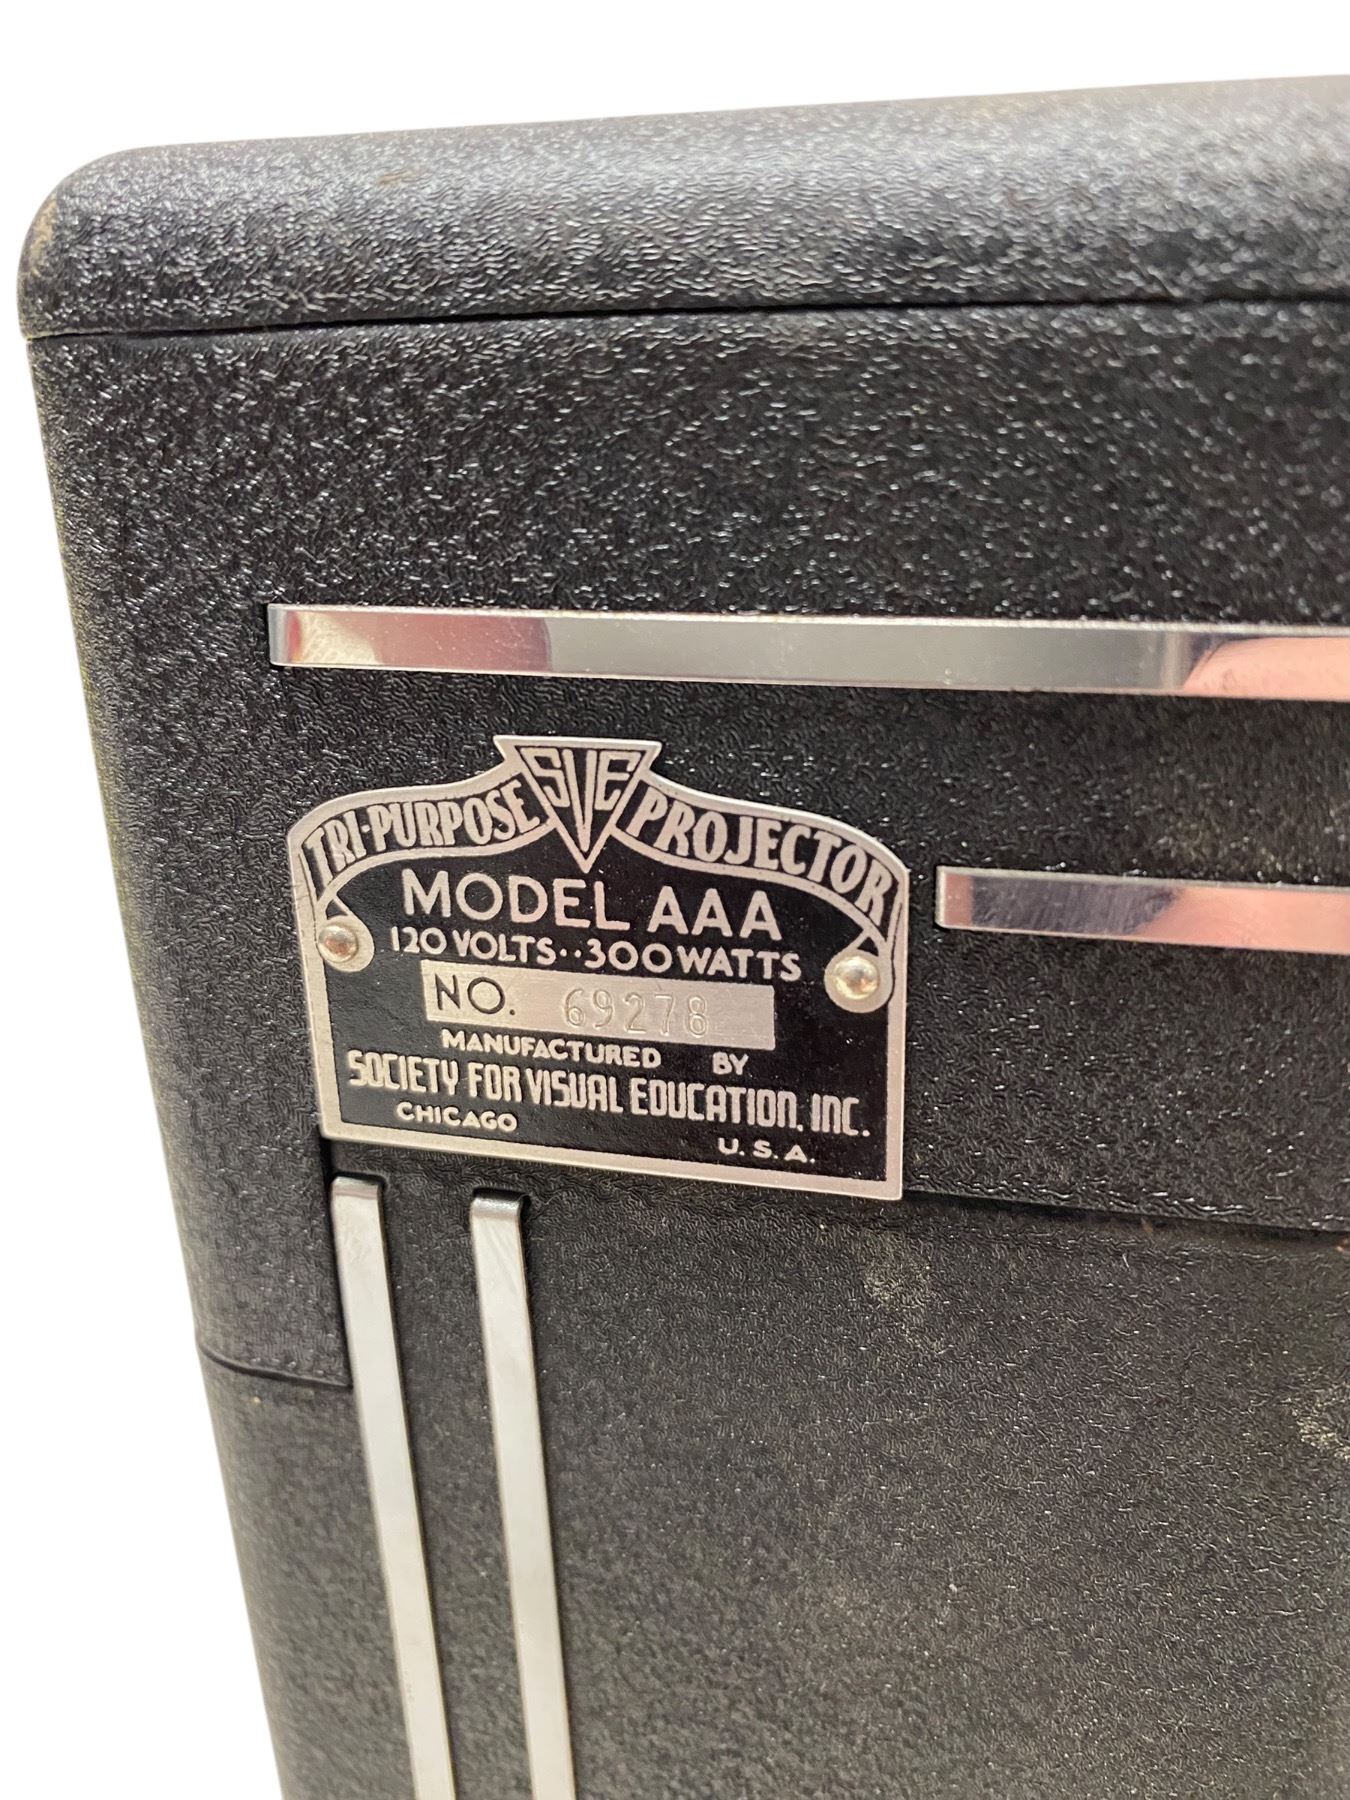 SVE
TRI-PURPOSE PROJECTOR
MODEL AAA
120 VOLTS··300 WATTS
NO. 69278
MANUFACTURED BY
SOCIETY FOR VISUAL EDUCATION, INC.
CHICAGO U.S.A.